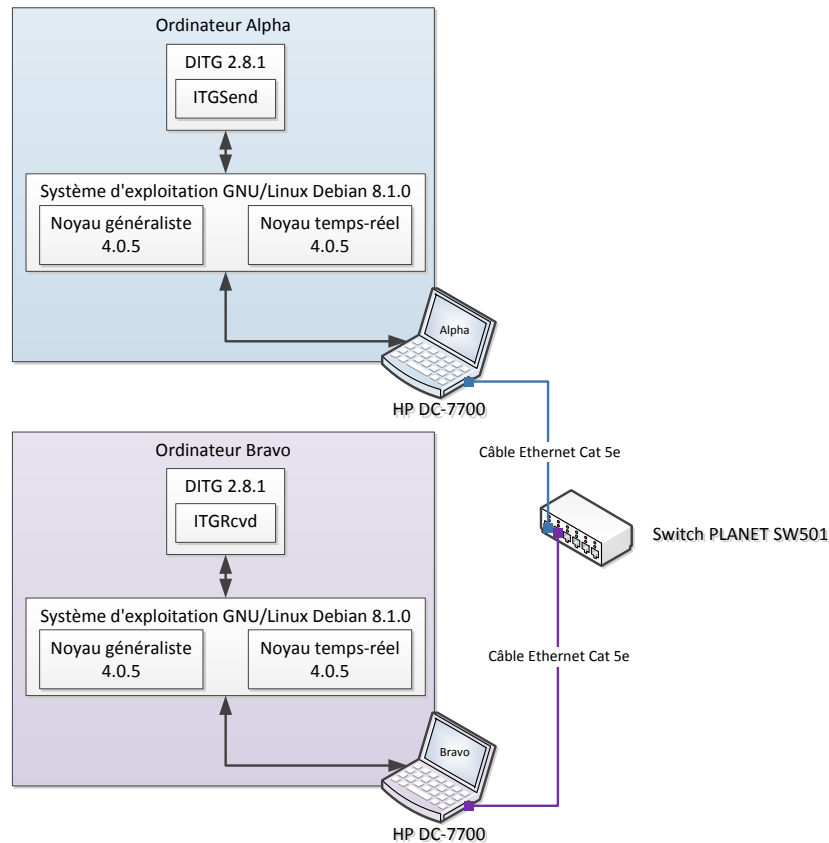 Ordinateur Alpha
DITG 2.8.1
ITGSend
Système d'exploitation GNU/Linux Debian 8.1.0
Noyau généraliste
4.0.5
Noyau temps-réel
4.0.5
Alpha
HP DC-7700
Câble Ethernet Cat 5e
Switch PLANET SW501
Ordinateur Bravo
DITG 2.8.1
ITGRcvd
Système d'exploitation GNU/Linux Debian 8.1.0
Noyau généraliste
4.0.5
Noyau temps-réel
4.0.5
Câble Ethernet Cat 5e
Bravo
HP DC-7700